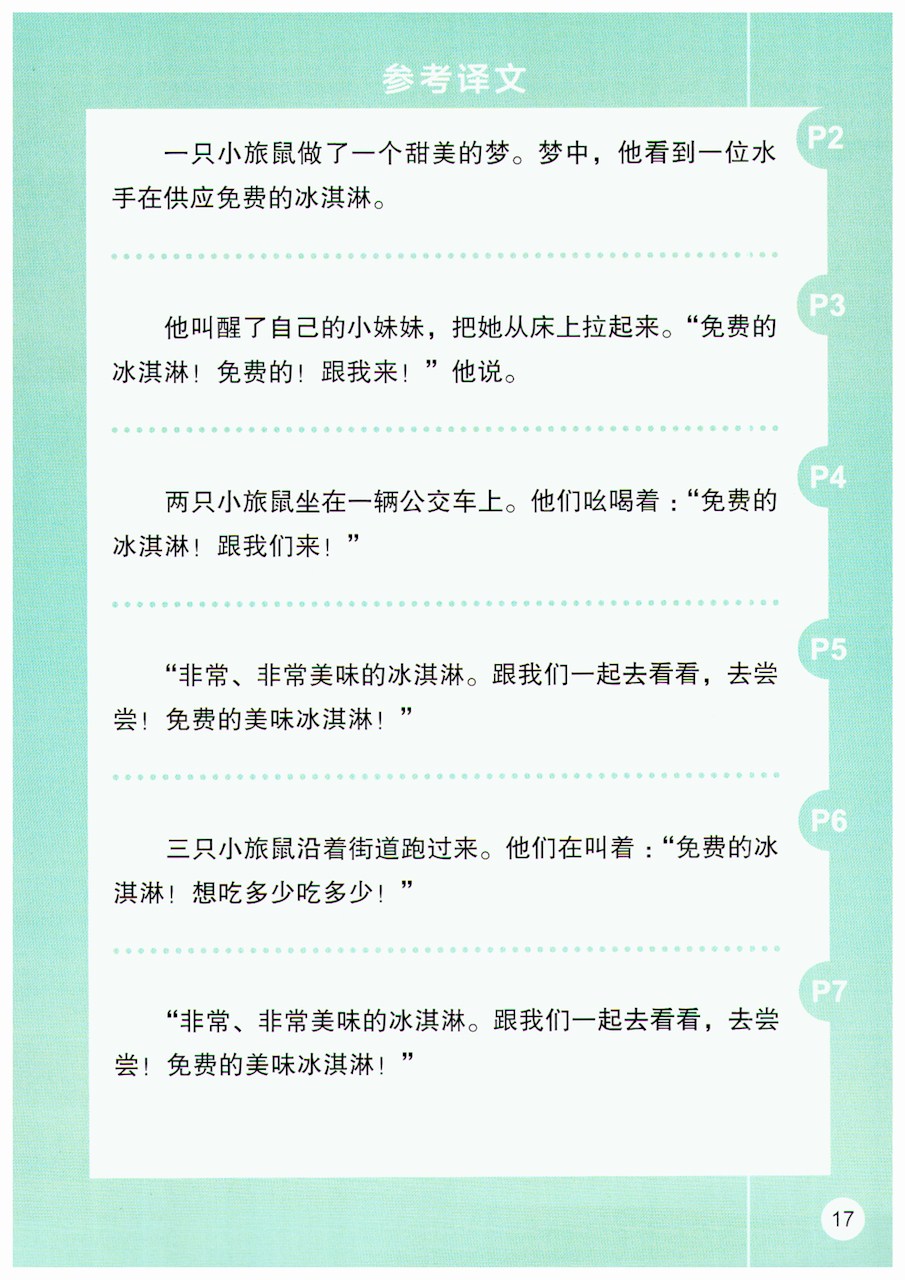 参考译文
P2
一只小旅鼠做了一个甜美的梦。梦中，他看到一位水
手在供应免费的冰淇淋。
P3
他叫醒了自己的小妹妹，把她从床上拉起来。“免费的
冰淇淋！免费的！跟我来！”他说。
P4
两只小旅鼠坐在一辆公交车上。他们吆喝着：“免费的
冰淇淋！跟我们来！”
P5
“非常、非常美味的冰淇淋。跟我们一起去看看，去尝
尝！免费的美味冰淇淋！”
P6
三只小旅鼠沿着街道跑过来。他们在叫着：“免费的冰
淇淋！想吃多少吃多少！”
P7
“非常、非常美味的冰淇淋。跟我们一起去看看，去尝
尝！免费的美味冰淇淋！”
17